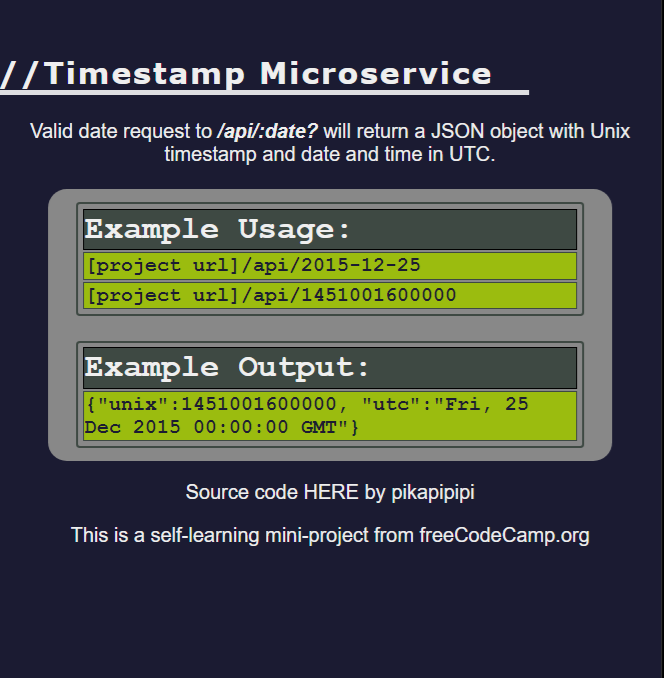 //Timestamp Microservice
Valid date request to /api/:date? will return a JSON object with Unix
timestamp and date and time in UTC.
Example Usage:
[project url]/api/2015-12-25
[project url]/api/1451001600000
Example Output:
{"unix":1451001600000, "utc":"Fri, 25
Dec 2015 00:00:00 GMT"}
Source code HERE by pikapipipi
This is a self-learning mini-project from freeCodeCamp.org